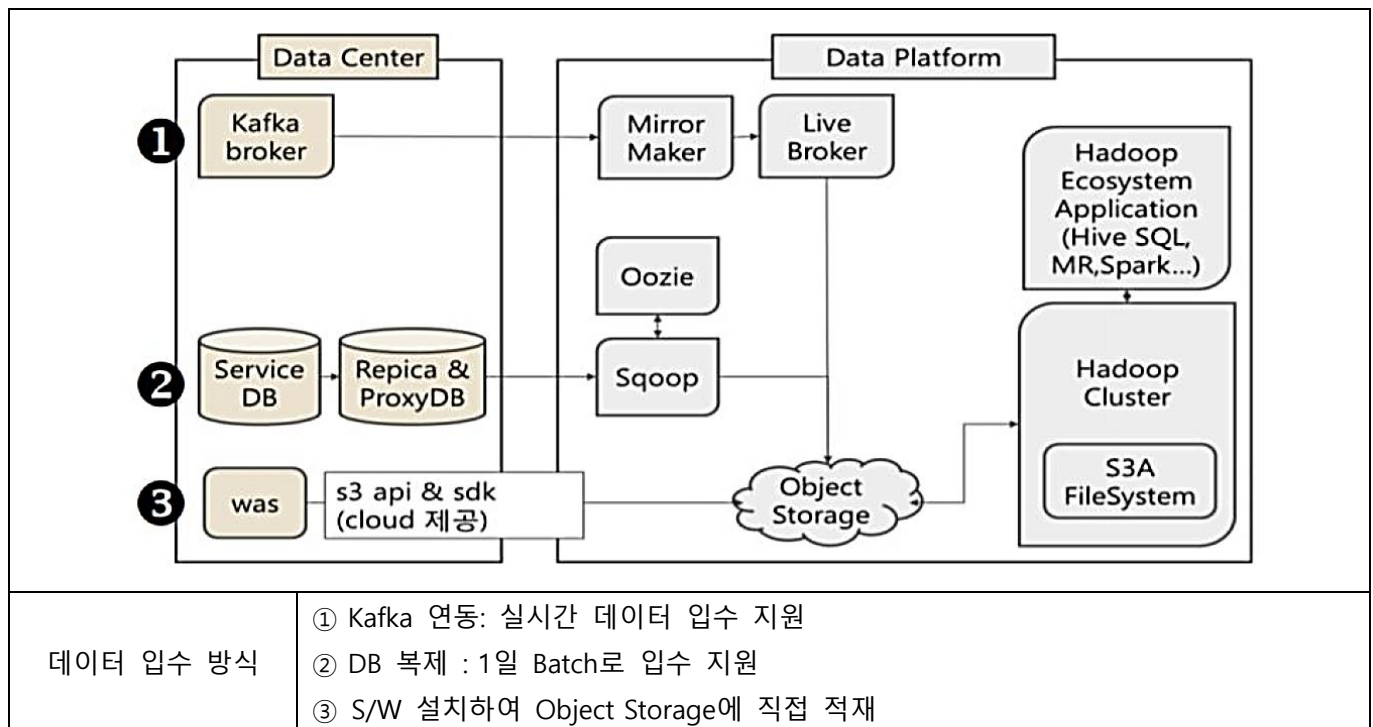 Data Center
Data Platform
❶
Kafka
broker
Mirror
Maker
Live
Broker
Hadoop
Ecosystem
Application
(Hive SQL,
MR,Spark...)
Oozie
❷
Service
DB
Repica &
ProxyDB
Sqoop
Hadoop
Cluster
S3A
FileSystem
❸
was
s3 api & sdk
(cloud 제공)
Object
Storage
데이터 입수 방식
① Kafka 연동: 실시간 데이터 입수 지원
② DB 복제 : 1일 Batch로 입수 지원
③ S/W 설치하여 Object Storage에 직접 적재